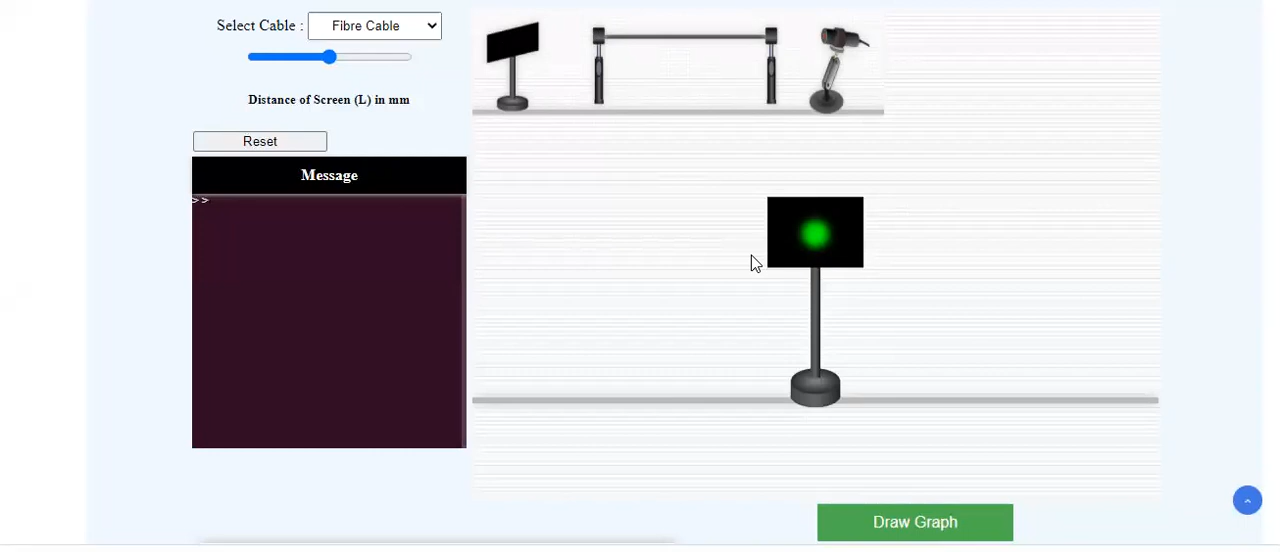 Select Cable : Fibre Cable
Distance of Screen (L) in mm
Reset
Message
>>
Draw Graph